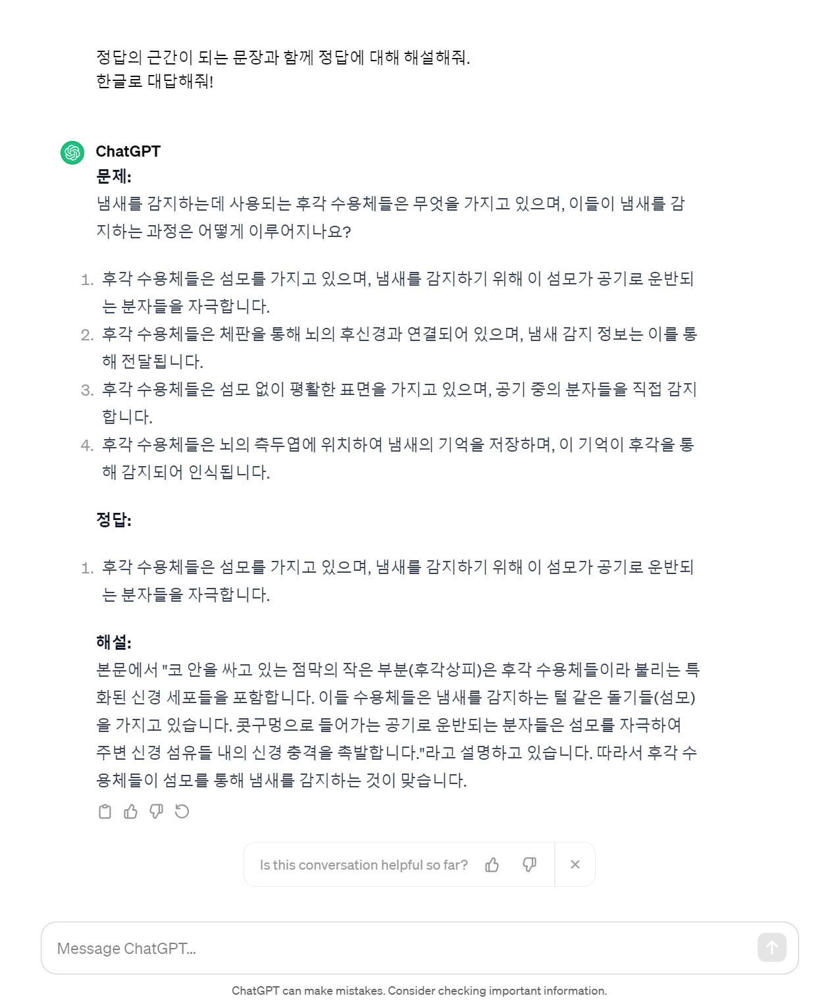 정답의 근간이 되는 문장과 함께 정답에 대해 해설해줘.
한글로 대답해줘!
ChatGPT
문제:
냄새를 감지하는데 사용되는 후각 수용체들은 무엇을 가지고 있으며, 이들이 냄새를 감
지하는 과정은 어떻게 이루어지나요?
1. 후각 수용체들은 섬모를 가지고 있으며, 냄새를 감지하기 위해 이 섬모가 공기로 운반되
는 분자들을 자극합니다.
2. 후각 수용체들은 체판을 통해 뇌의 후신경과 연결되어 있으며, 냄새 감지 정보는 이를 통
해 전달됩니다.
3. 후각 수용체들은 섬모 없이 평활한 표면을 가지고 있으며, 공기 중의 분자들을 직접 감지
합니다.
4. 후각 수용체들은 뇌의 측두엽에 위치하여 냄새의 기억을 저장하며, 이 기억이 후각을 통
해 감지되어 인식됩니다.
정답:
1. 후각 수용체들은 섬모를 가지고 있으며, 냄새를 감지하기 위해 이 섬모가 공기로 운반되
는 분자들을 자극합니다.
해설:
본문에서 "코 안을 싸고 있는 점막의 작은 부분(후각상피)은 후각 수용체들이라 불리는 특
화된 신경 세포들을 포함합니다. 이들 수용체들은 냄새를 감지하는 털 같은 돌기들(섬모)
을 가지고 있습니다. 콧구멍으로 들어가는 공기로 운반되는 분자들은 섬모를 자극하여
주변 신경 섬유들 내의 신경 충격을 촉발합니다."라고 설명하고 있습니다. 따라서 후각 수
용체들이 섬모를 통해 냄새를 감지하는 것이 맞습니다.
Is this conversation helpful so far?
Message ChatGPT...
ChatGPT can make mistakes. Consider checking important information.